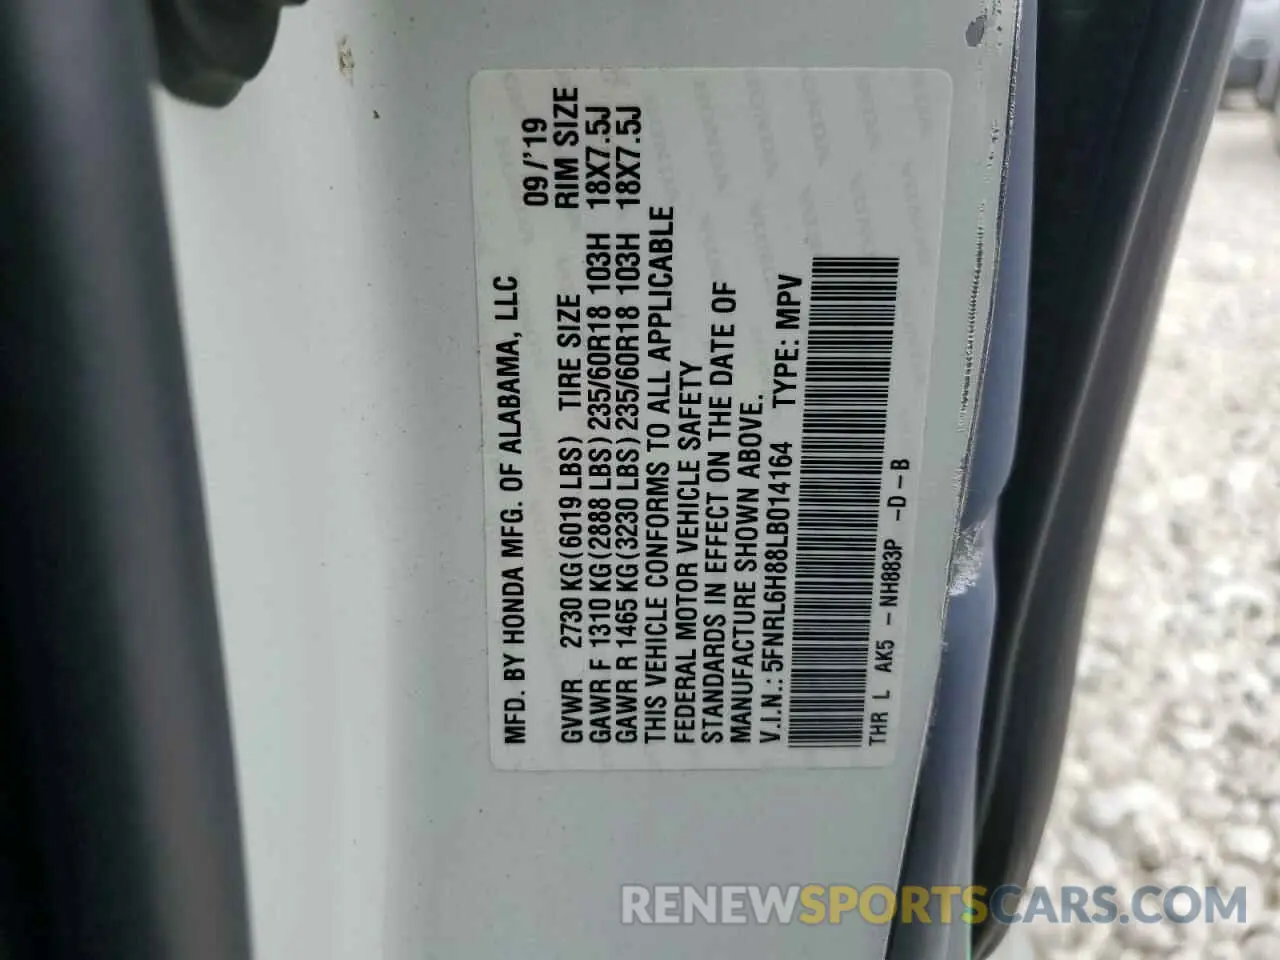 MFD. BY HONDA MFG. OF ALABAMA, LLC
09/'19
GVWR 2730 KG(6019 LBS) TIRE SIZE RIM SIZE
GAWR F 1310 KG(2888 LBS)235/60R18 103H 18X7.5J
GAWR R 1465 KG(3230 LBS)235/60R18 103H 18X7.5J
THIS VEHICLE CONFORMS TO ALL APPLICABLE
FEDERAL MOTOR VEHICLE SAFETY
STANDARDS IN EFFECT ON THE DATE OF
MANUFACTURE SHOWN ABOVE.
V.I.N.: 5FNRL6H88LB014164 TYPE: MPV
THR L AK5 - NH883P -D-B
RENEWSPORTSCARS.COM